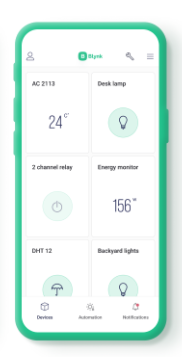 B Blynk
AC 2113
Desk lamp
24 C°
2 channel relay
Energy monitor
156
DHT 12
Backyard lights
Devices
Automation
Notifications